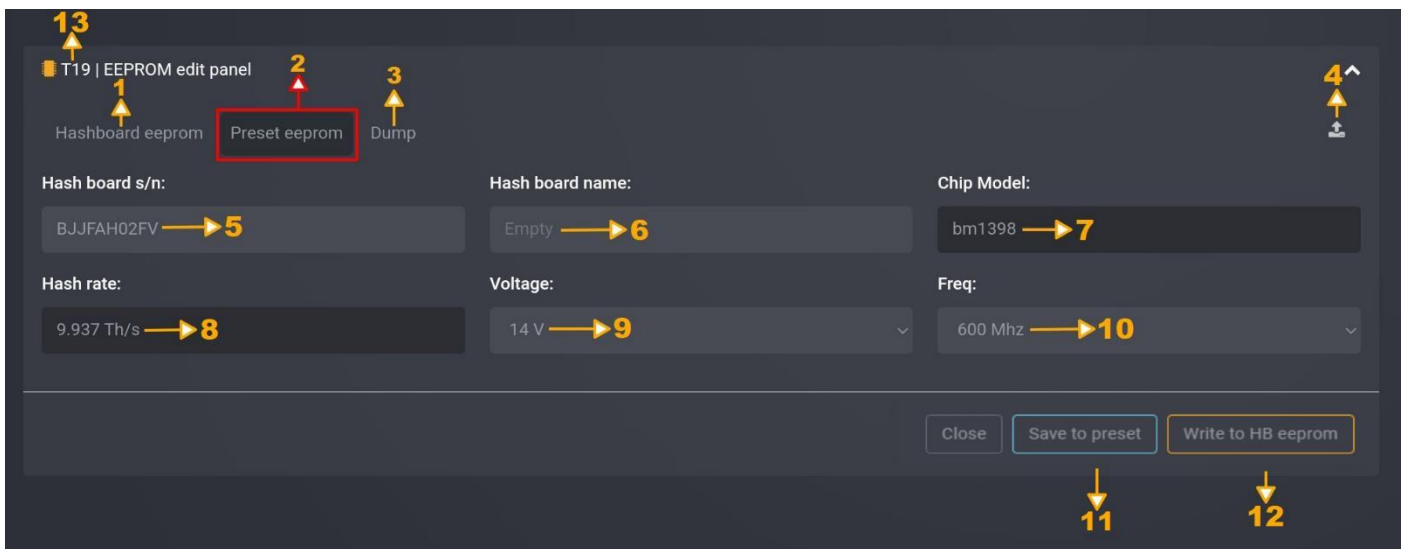 13
T19 | EEPROM edit panel
1
2
3
4
Hashboard eeprom
Preset eeprom
Dump
Hash board s/n:
Hash board name:
Chip Model:
BJJFAH02FV 5
Empty 6
bm1398 7
Hash rate:
Voltage:
Freq:
9.937 Th/s 8
14 V 9
600 Mhz 10
Close
Save to preset
Write to HB eeprom
11
12